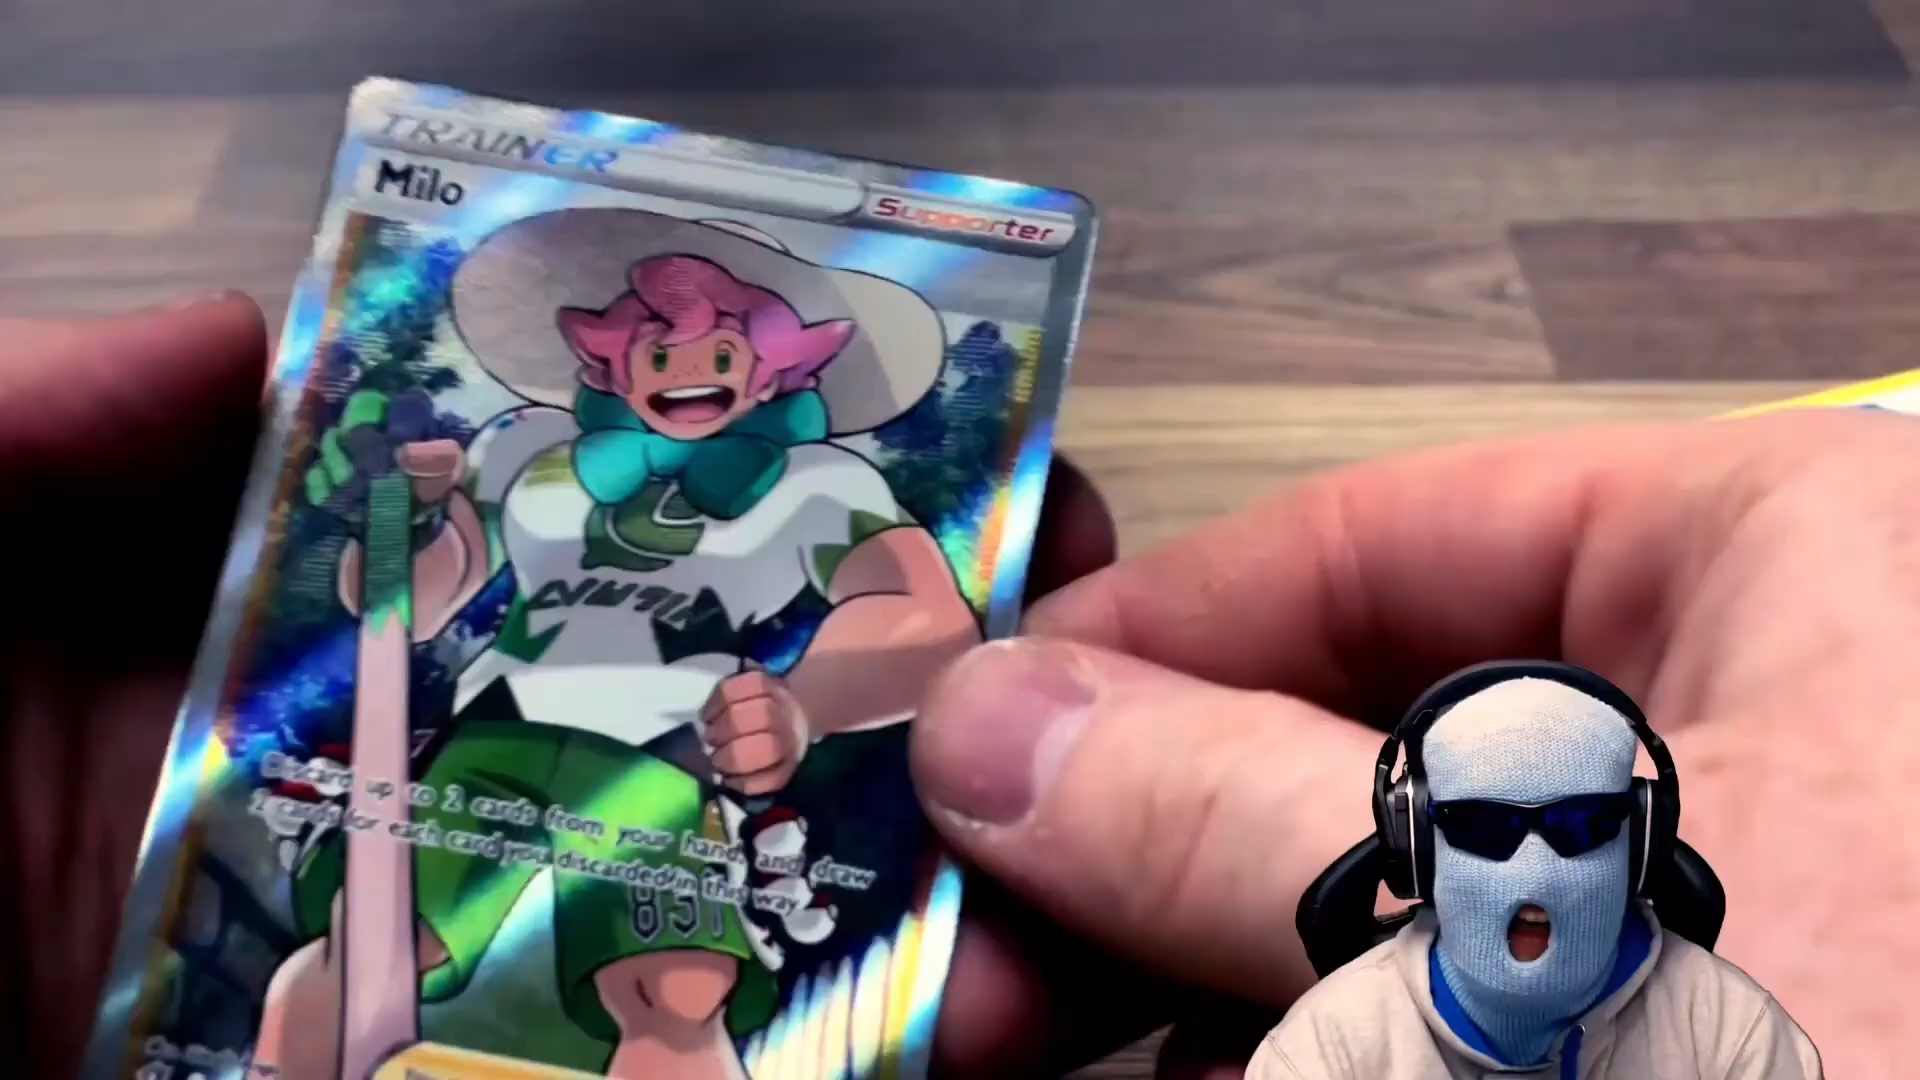 TRAINER
Milo
Supporter
Discard up to 2 cards from your hand, and draw
2 cards for each card you discarded in this way.
831